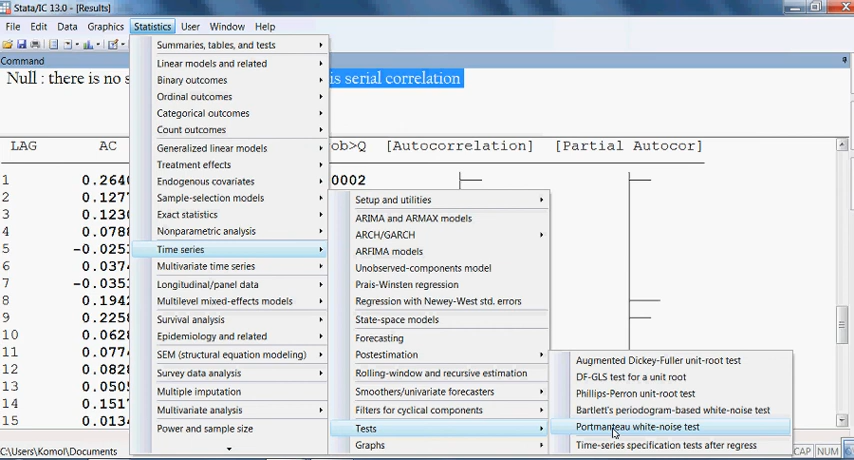 Stata/IC 13.0 - [Results]
File Edit Data Graphics Statistics User Window Help
Command
Null : there is no s is serial correlation
LAG AC ob>Q [Autocorrelation] [Partial Autocor]
1 0.2640 0002
2 0.127
3 0.1230
4 0.078
5 -0.025
6 0.037
7 -0.035
8 0.1942
9 0.225
10 0.0628
11 0.077
12 0.0828
13 0.050
14 0.151
15 0.0134
Summaries, tables, and tests
Linear models and related
Binary outcomes
Ordinal outcomes
Categorical outcomes
Count outcomes
Generalized linear models
Treatment effects
Endogenous covariates
Sample-selection models
Exact statistics
Nonparametric analysis
Time series
Multivariate time series
Longitudinal/panel data
Multilevel mixed-effects models
Survival analysis
Epidemiology and related
SEM (structural equation modeling)
Survey data analysis
Multiple imputation
Multivariate analysis
Power and sample size
Setup and utilities
ARIMA and ARMAX models
ARCH/GARCH
ARFIMA models
Unobserved-components model
Prais-Winsten regression
Regression with Newey-West std. errors
State-space models
Forecasting
Postestimation
Rolling-window and recursive estimation
Smoothers/univariate forecasters
Filters for cyclical components
Tests
Graphs
Augmented Dickey-Fuller unit-root test
DF-GLS test for a unit root
Phillips-Perron unit-root test
Bartlett's periodogram-based white-noise test
Portmanteau white-noise test
Time-series specification tests after regress
C:\Users\Komol\Documents
CAP NUM